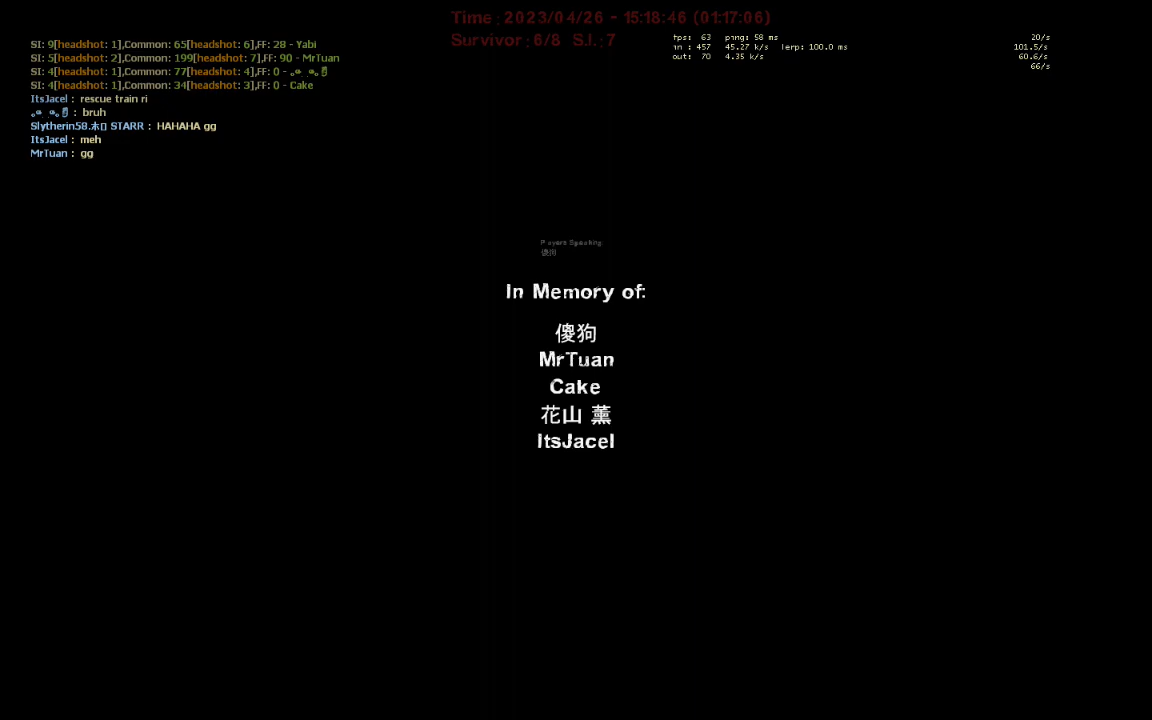 Time : 2023/04/26 - 15:18:46 (01:17:06)
Survivor : 6/8 S.I. : 7
fps: 63 ping: 58 ms 20/s
in : 457 45.27 k/s lerp: 100.0 ms 101.5/s
out: 70 4.35 k/s 60.6/s
66/s
SI: 9[headshot: 1],Common: 65[headshot: 6],FF: 28 - Yabi
SI: 5[headshot: 2],Common: 199[headshot: 7],FF: 90 - MrTuan
SI: 4[headshot: 1],Common: 77[headshot: 4],FF: 0 -
SI: 4[headshot: 1],Common: 34[headshot: 3],FF: 0 - Cake
ItsJacel : rescue train ri
: bruh
Slytherin58. STARR : HAHAHA gg
ItsJacel : meh
MrTuan : gg
Players Speaking:
傻狗
In Memory of:
傻狗
MrTuan
Cake
花山 薫
ItsJacel